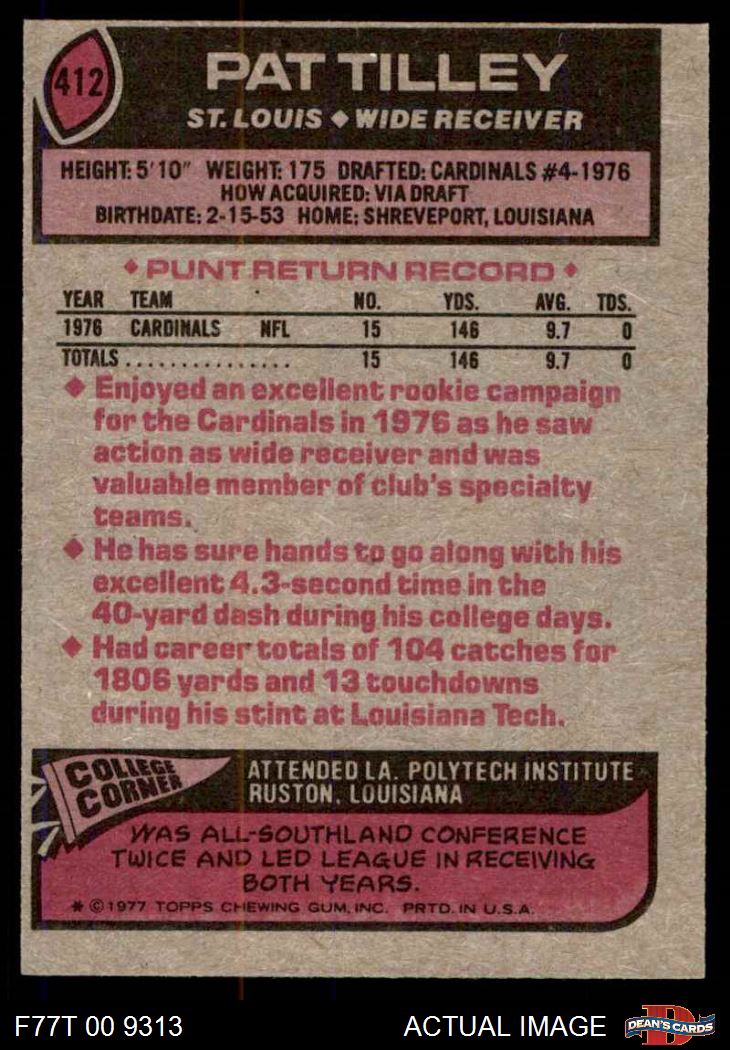 412
PAT TILLEY
ST. LOUIS ◆ WIDE RECEIVER
HEIGHT: 5'10" WEIGHT: 175 DRAFTED: CARDINALS #4-1976
HOW ACQUIRED: VIA DRAFT
BIRTHDATE: 2-15-53 HOME: SHREVEPORT, LOUISIANA
◆ PUNT RETURN RECORD ◆
YEAR TEAM NO. YDS. AVG. TDS.
1976 CARDINALS NFL 15 146 9.7 0
TOTALS ............... 15 146 9.7 0
◆ Enjoyed an excellent rookie campaign
for the Cardinals in 1976 as he saw
action as wide receiver and was
valuable member of club's specialty
teams.
◆ He has sure hands to go along with his
excellent 4.3-second time in the
40-yard dash during his college days.
◆ Had career totals of 104 catches for
1806 yards and 13 touchdowns
during his stint at Louisiana Tech.
COLLEGE
CORNER
ATTENDED LA. POLYTECH INSTITUTE
RUSTON, LOUISIANA
WAS ALL-SOUTHLAND CONFERENCE
TWICE AND LED LEAGUE IN RECEIVING
BOTH YEARS.
* © 1977 TOPPS CHEWING GUM, INC. PRTD. IN U.S.A.
F77T 00 9313
ACTUAL IMAGE
D
DEAN'S CARDS